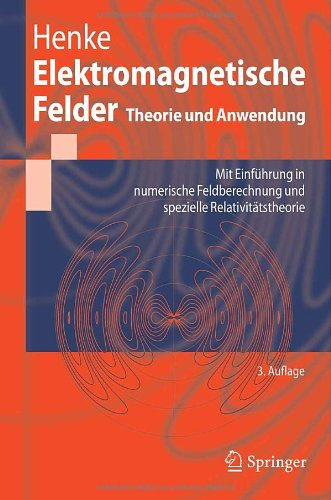 Henke
Elektromagnetische
Felder Theorie und Anwendung
Mit Einführung in
numerische Feldberechnung und
spezielle Relativitätstheorie
3. Auflage
Springer